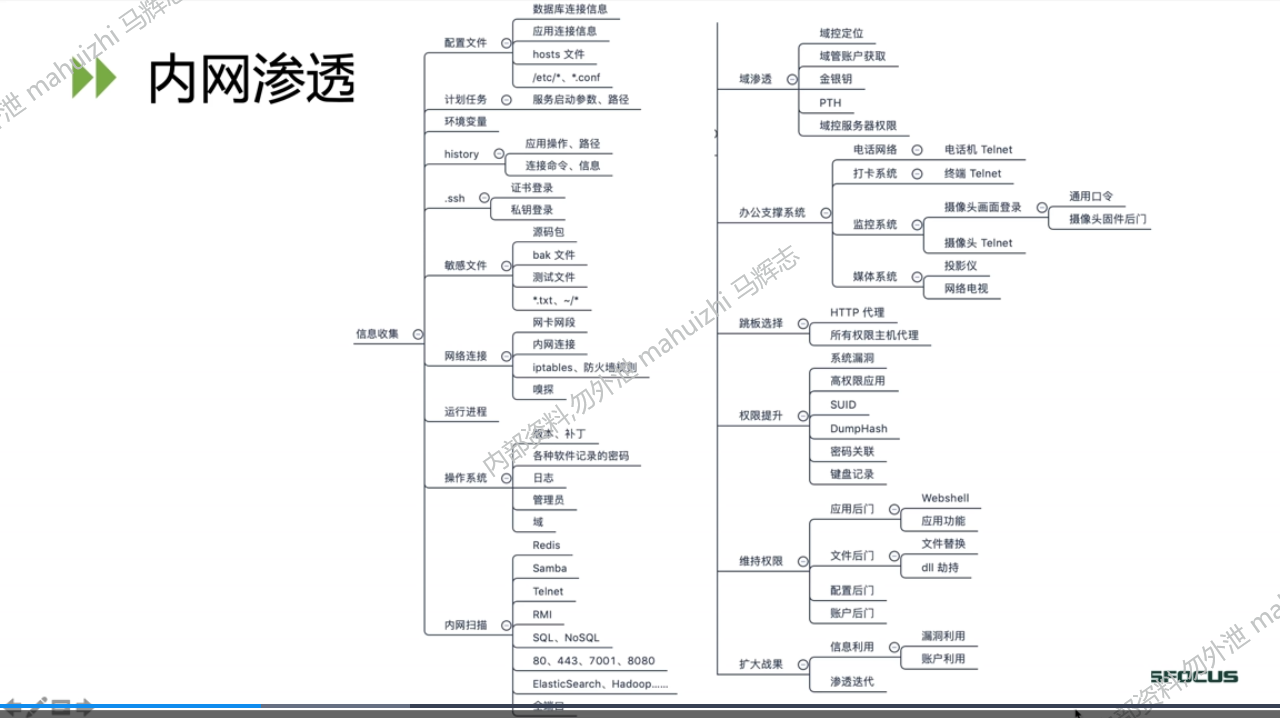 内网渗透
信息收集
配置文件
数据库连接信息
应用连接信息
hosts 文件
/etc/*、*.conf
计划任务
服务启动参数、路径
环境变量
history
应用操作、路径
连接命令、信息
.ssh
证书登录
私钥登录
敏感文件
源码包
bak 文件
测试文件
*.txt、~/*
网络连接
网卡网段
内网连接
iptables、防火墙规则
嗅探
运行进程
操作系统
版本、补丁
各种软件记录的密码
日志
管理员
域
内网扫描
Redis
Samba
Telnet
RMI
SQL、NoSQL
80、443、7001、8080
ElasticSearch、Hadoop......
全端口
域渗透
域控定位
域管账户获取
金银钥
PTH
域控服务器权限
办公支撑系统
电话网络
电话机 Telnet
打卡系统
终端 Telnet
监控系统
摄像头画面登录
通用口令
摄像头固件后门
摄像头 Telnet
媒体系统
投影仪
网络电视
跳板选择
HTTP 代理
所有权限主机代理
权限提升
系统漏洞
高权限应用
SUID
DumpHash
密码关联
键盘记录
维持权限
应用后门
Webshell
应用功能
文件后门
文件替换
dll 劫持
配置后门
账户后门
扩大战果
信息利用
漏洞利用
账户利用
渗透迭代
内部资料,勿外泄 mahuizhi 马辉志
泄 mahuizhi 马辉志
内部资料,勿外泄 ma
SFOCUS